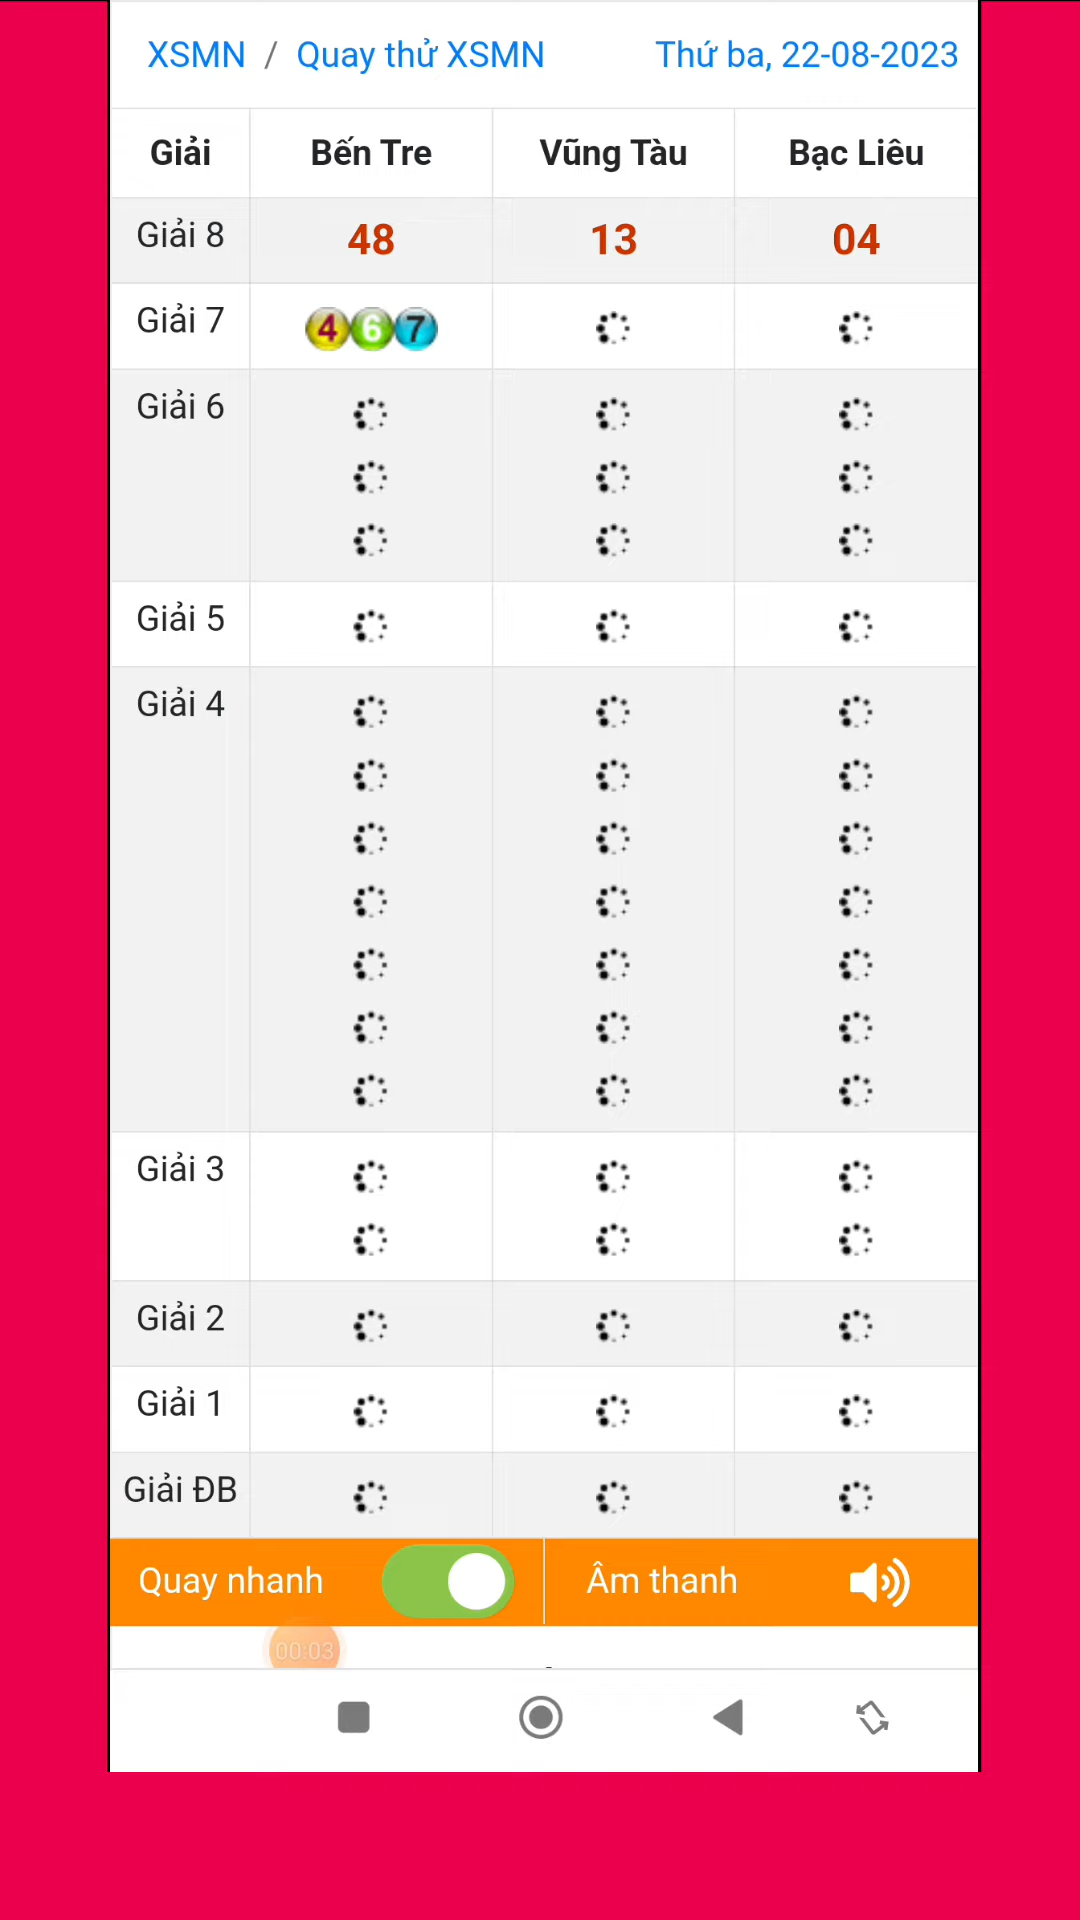 XSMN / Quay thử XSMN Thứ ba, 22-08-2023
Giải Bến Tre Vũng Tàu Bạc Liêu
Giải 8 48 13 04
Giải 7 467
Giải 6
Giải 5
Giải 4
Giải 3
Giải 2
Giải 1
Giải ĐB
Quay nhanh Âm thanh
00:03